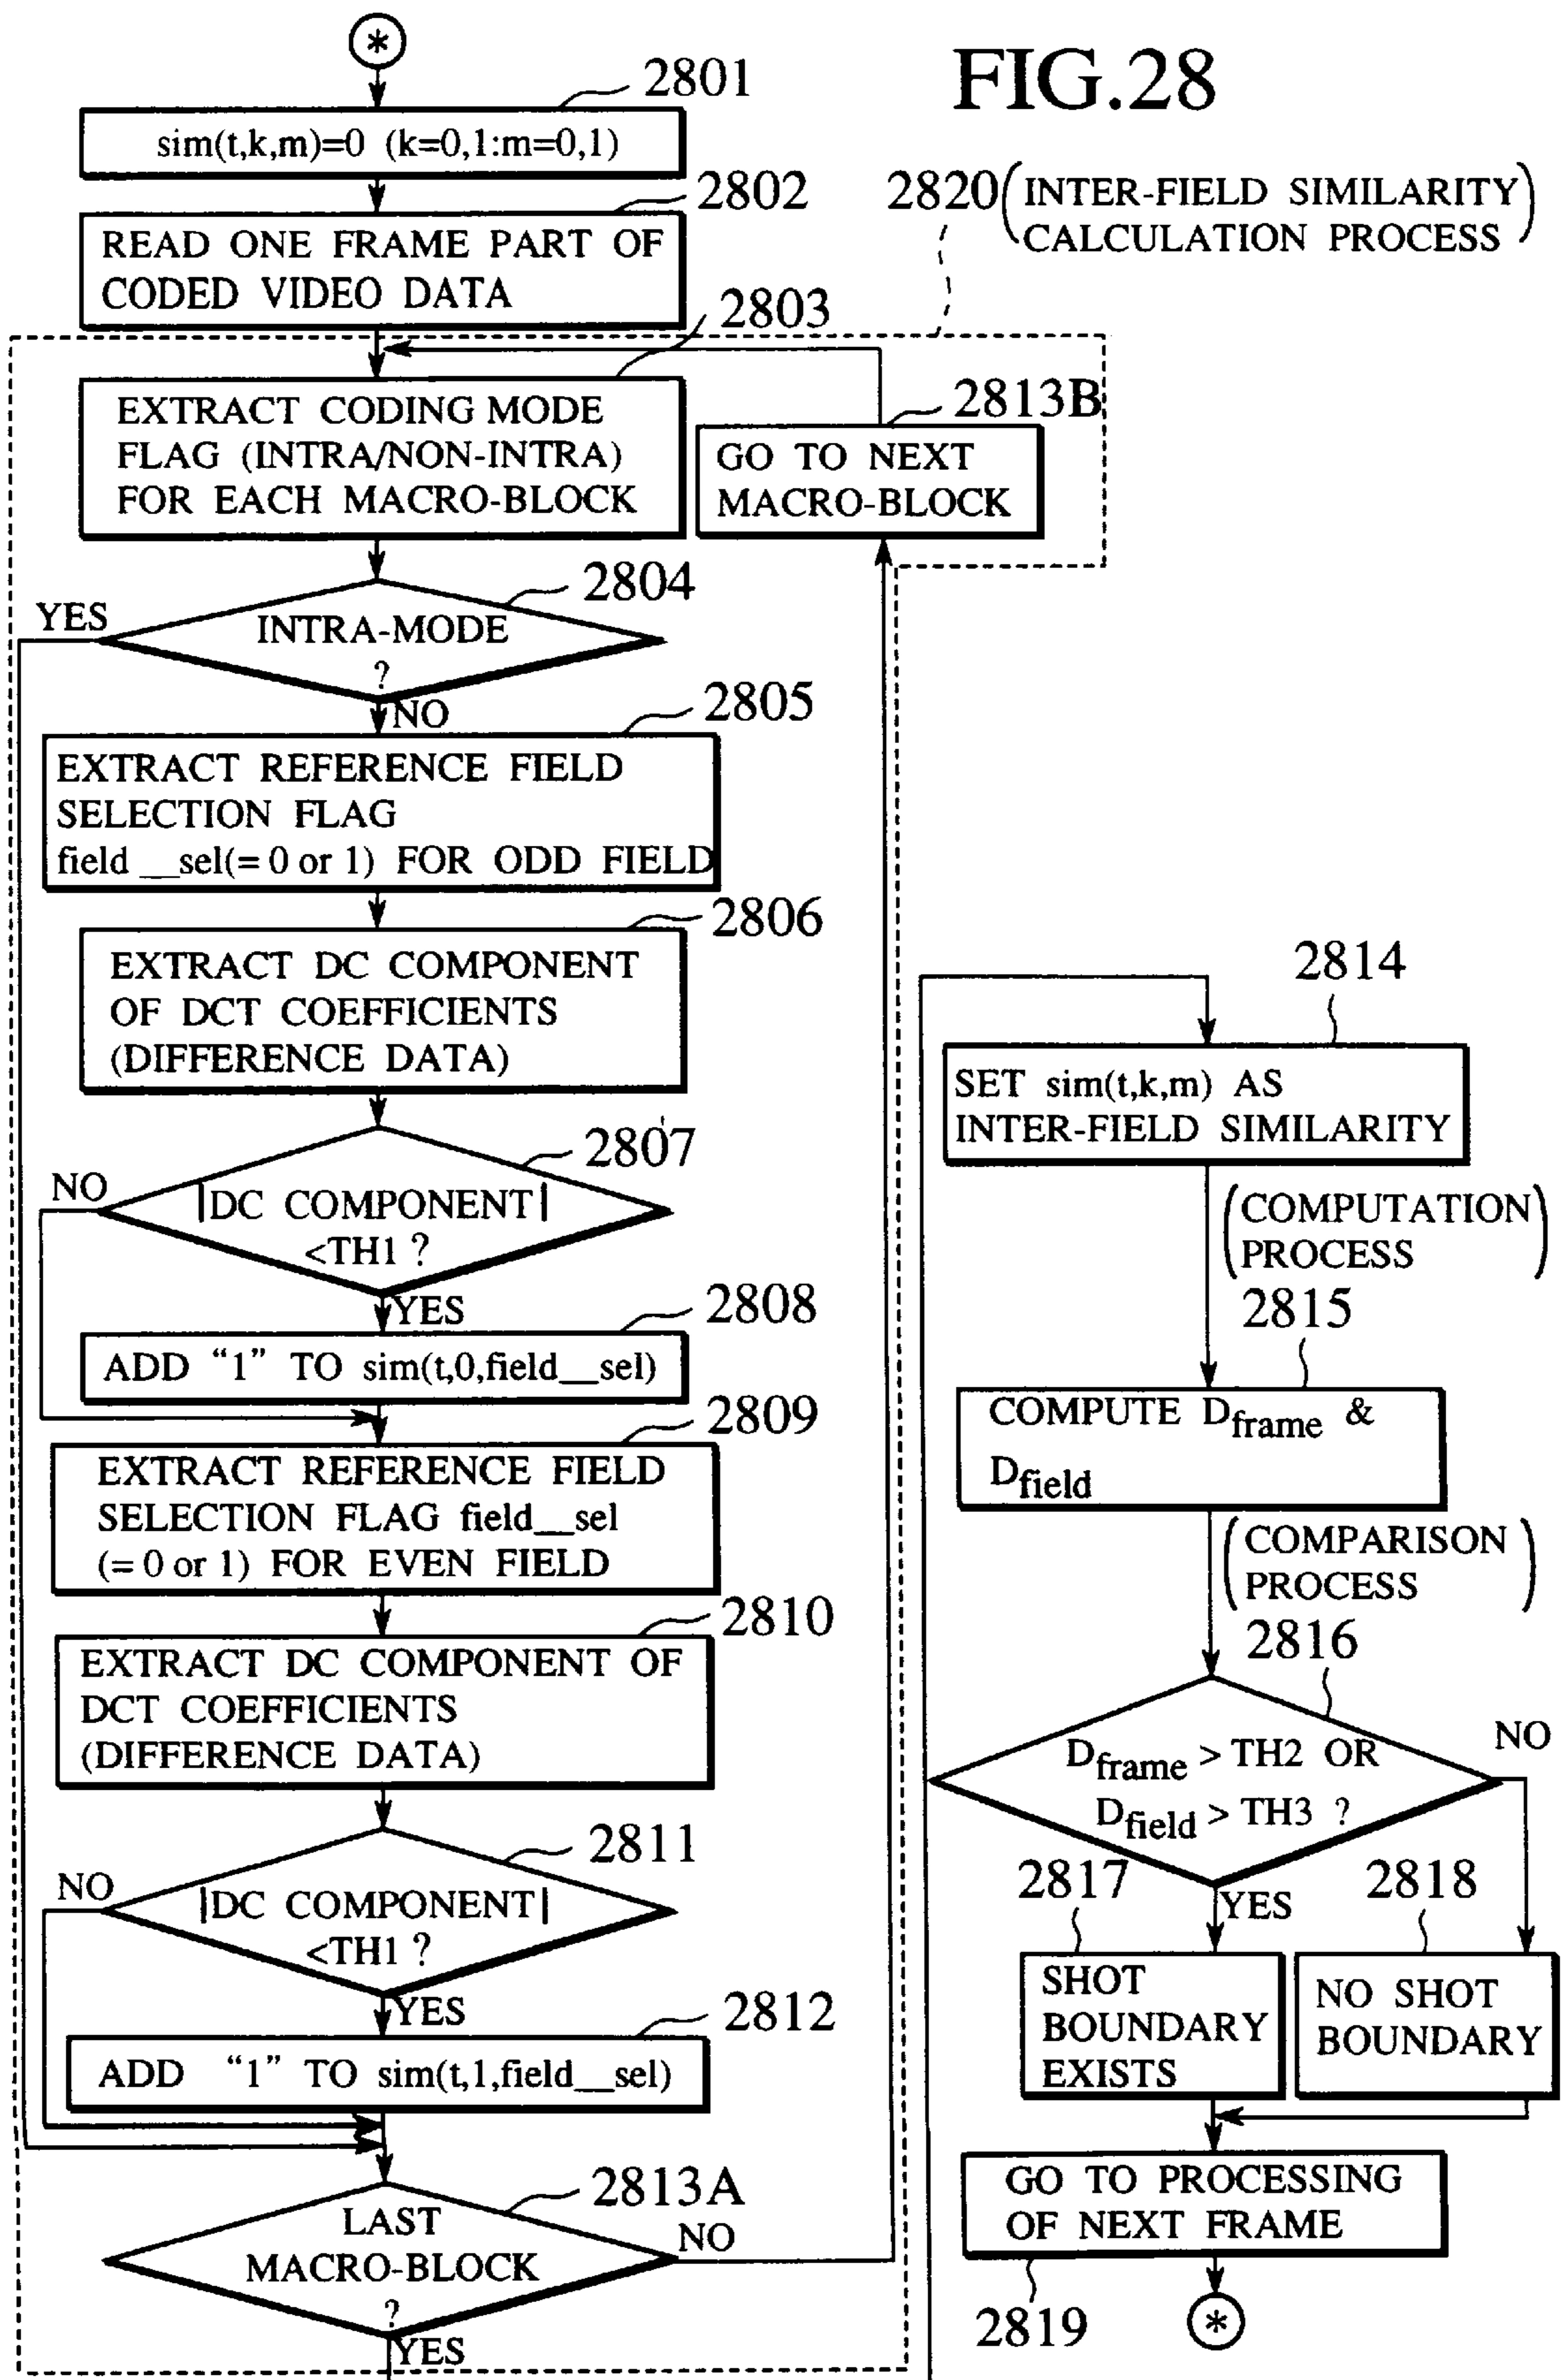 *
FIG.28
2801
sim(t,k,m)=0 (k=0,1:m=0,1)
2802
READ ONE FRAME PART OF
CODED VIDEO DATA
2820 (INTER-FIELD SIMILARITY
CALCULATION PROCESS)
2803
EXTRACT CODING MODE
FLAG (INTRA/NON-INTRA)
FOR EACH MACRO-BLOCK
2813B
GO TO NEXT
MACRO-BLOCK
2804
YES
INTRA-MODE
?
NO
2805
EXTRACT REFERENCE FIELD
SELECTION FLAG
field__sel(= 0 or 1) FOR ODD FIELD
2806
EXTRACT DC COMPONENT
OF DCT COEFFICIENTS
(DIFFERENCE DATA)
2807
NO
|DC COMPONENT|
<TH1 ?
YES
2808
ADD "1" TO sim(t,0,field__sel)
2809
EXTRACT REFERENCE FIELD
SELECTION FLAG field__sel
(= 0 or 1) FOR EVEN FIELD
2810
EXTRACT DC COMPONENT OF
DCT COEFFICIENTS
(DIFFERENCE DATA)
2811
NO
|DC COMPONENT|
<TH1 ?
YES
2812
ADD "1" TO sim(t,1,field__sel)
2813A
LAST
MACRO-BLOCK
?
NO
YES
2814
SET sim(t,k,m) AS
INTER-FIELD SIMILARITY
(COMPUTATION
PROCESS)
2815
COMPUTE Dframe &
Dfield
(COMPARISON
PROCESS)
2816
Dframe > TH2 OR
Dfield > TH3 ?
NO
YES
2817
SHOT
BOUNDARY
EXISTS
2818
NO SHOT
BOUNDARY
GO TO PROCESSING
OF NEXT FRAME
2819
*